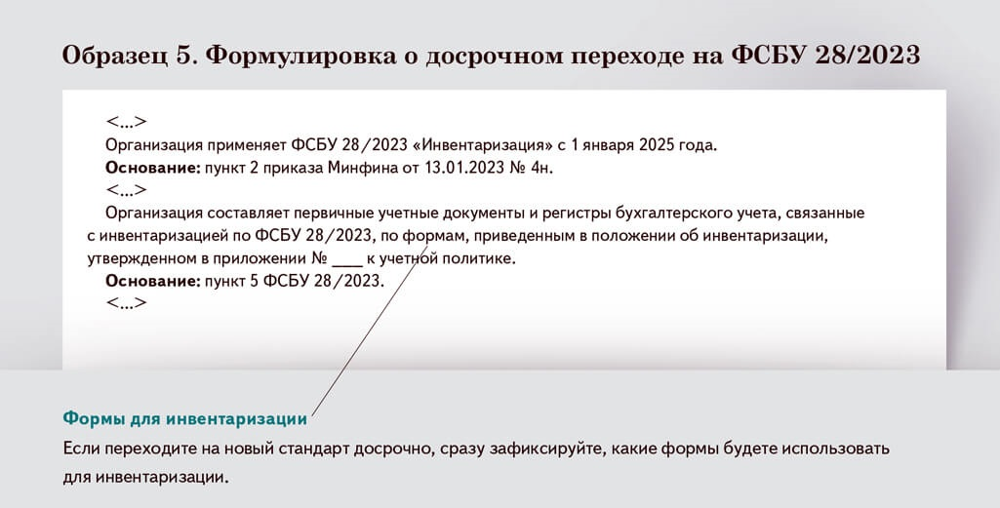 Образец 5. Формулировка о досрочном переходе на ФСБУ 28/2023
<...>
Организация применяет ФСБУ 28/2023 «Инвентаризация» с 1 января 2025 года.
Основание: пункт 2 приказа Минфина от 13.01.2023 № 4н.
<...>
Организация составляет первичные учетные документы и регистры бухгалтерского учета, связанные
с инвентаризацией по ФСБУ 28/2023, по формам, приведенным в положении об инвентаризации,
утвержденном в приложении № ___ к учетной политике.
Основание: пункт 5 ФСБУ 28/2023.
<...>
Формы для инвентаризации
Если переходите на новый стандарт досрочно, сразу зафиксируйте, какие формы будете использовать
для инвентаризации.